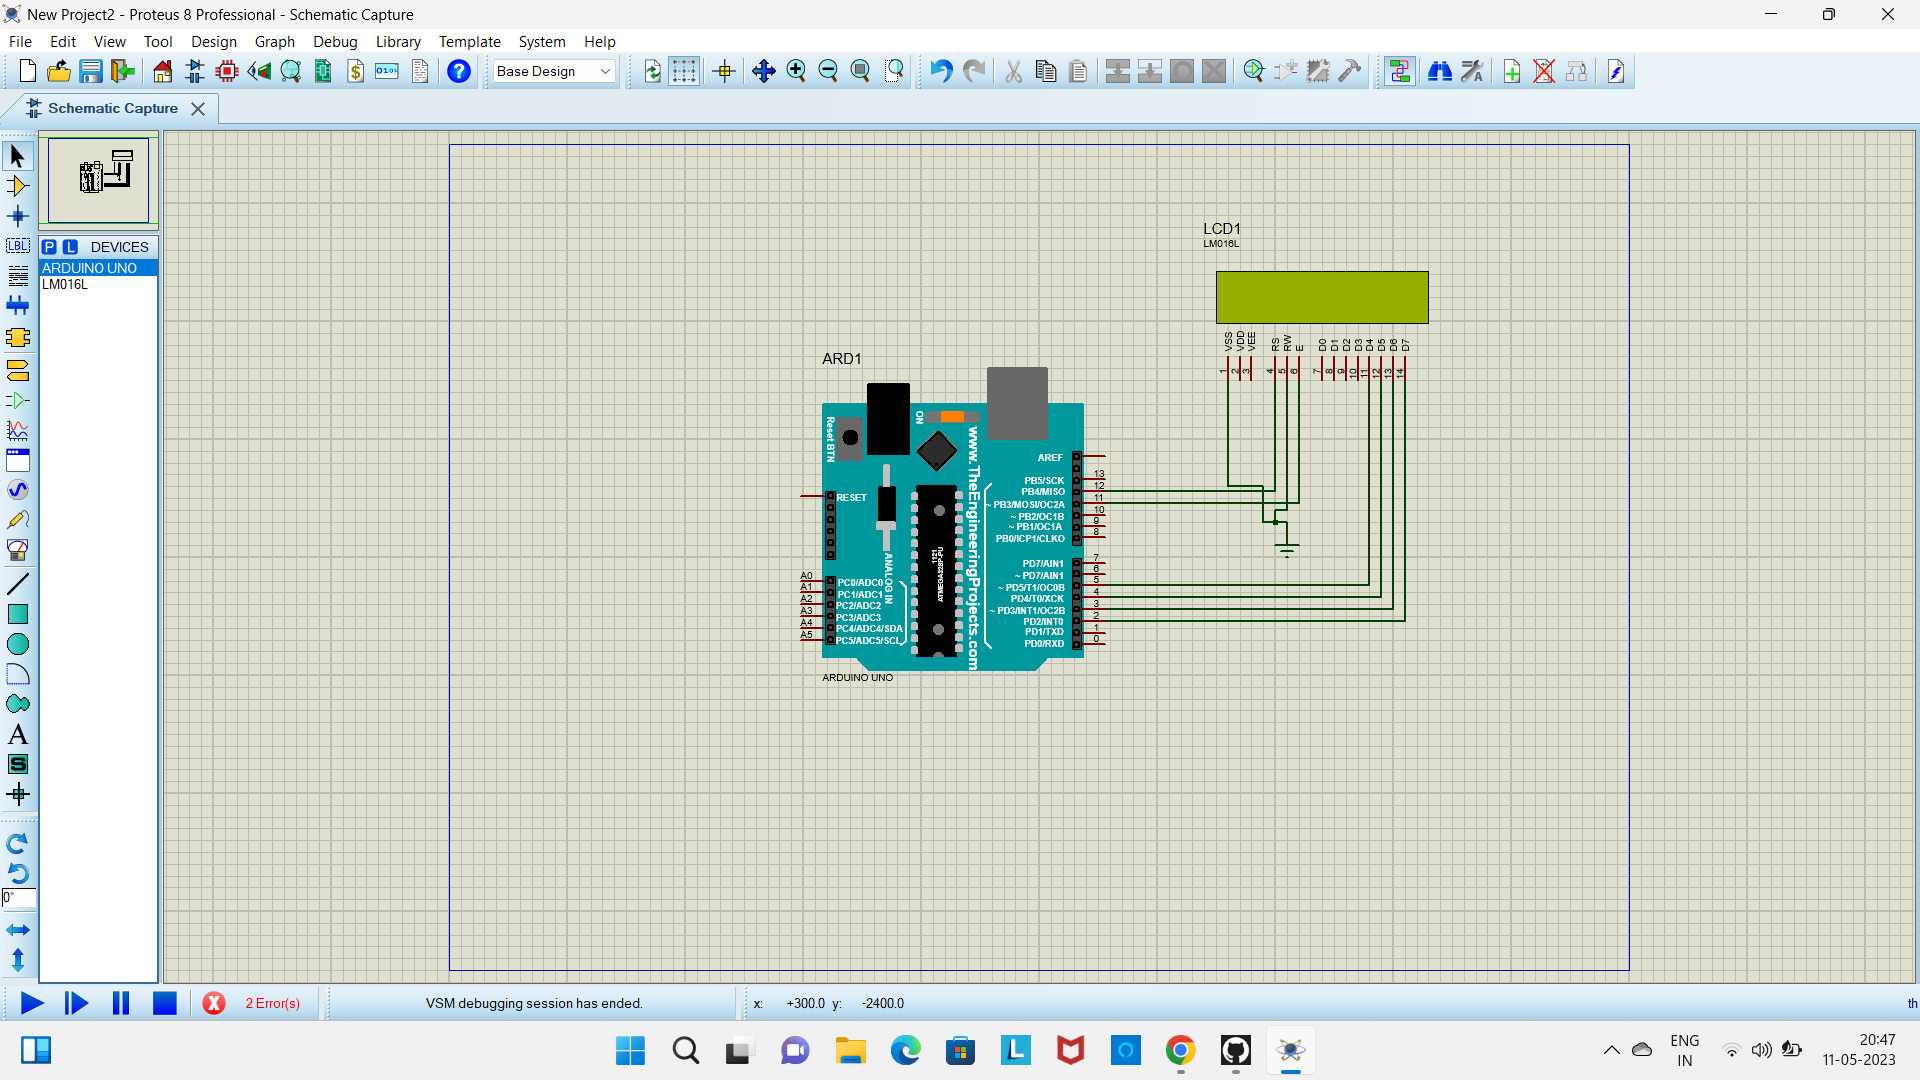 New Project2 - Proteus 8 Professional - Schematic Capture
File Edit View Tool Design Graph Debug Library Template System Help
Base Design
Schematic Capture
P L DEVICES
ARDUINO UNO
LM016L
LBL
A
S
0°
LCD1
LM016L
VSS VDD VEE RS RW E D0 D1 D2 D3 D4 D5 D6 D7
1 2 3 4 5 6 7 8 9 10 11 12 13 14
ARD1
Reset BTN
ON
www.TheEngineeringProjects.com
RESET
ANALOG IN
ATMEGA328P-PU
1121
AREF
PB5/SCK 13
PB4/MISO 12
~ PB3/MOSI/OC2A 11
~ PB2/OC1B 10
~ PB1/OC1A 9
PB0/ICP1/CLKO 8
PD7/AIN1 7
~ PD7/AIN1 6
~ PD5/T1/OC0B 5
PD4/T0/XCK 4
~ PD3/INT1/OC2B 3
PD2/INT0 2
PD1/TXD 1
PD0/RXD 0
A0 PC0/ADC0
A1 PC1/ADC1
A2 PC2/ADC2
A3 PC3/ADC3
A4 PC4/ADC4/SDA
A5 PC5/ADC5/SCL
ARDUINO UNO
2 Error(s)
VSM debugging session has ended.
x: +300.0 y: -2400.0
th
ENG
IN
20:47
11-05-2023